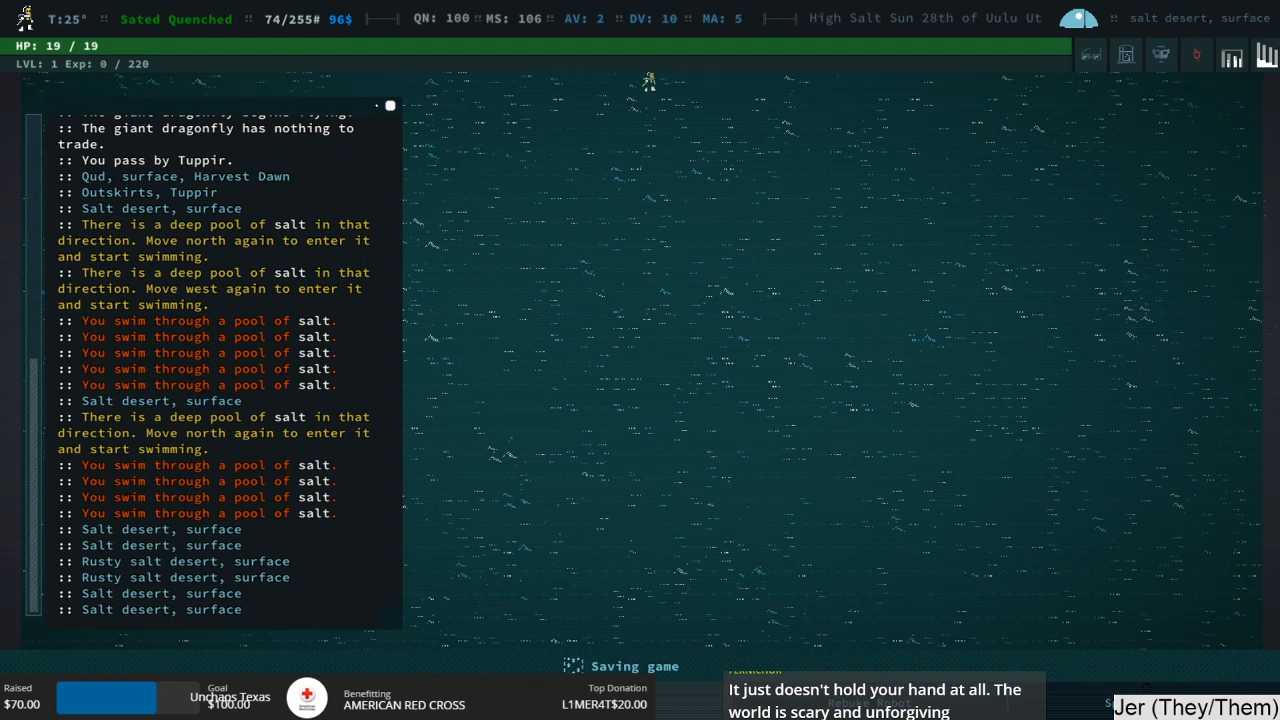 T:25° :: Sated Quenched :: 74/255# 96$ QN: 100 :: MS: 106 :: AV: 2 :: DV: 10 :: MA: 5 High Salt Sun 28th of Uulu Ut :: salt desert, surface
HP: 19 / 19
LVL: 1 Exp: 0 / 220
:: The giant dragonfly begins flying.
:: The giant dragonfly has nothing to
trade.
:: You pass by Tuppir.
:: Qud, surface, Harvest Dawn
:: Outskirts, Tuppir
:: Salt desert, surface
:: There is a deep pool of salt in that
direction. Move north again to enter it
and start swimming.
:: There is a deep pool of salt in that
direction. Move west again to enter it
and start swimming.
:: You swim through a pool of salt.
:: You swim through a pool of salt.
:: You swim through a pool of salt.
:: You swim through a pool of salt.
:: You swim through a pool of salt.
:: Salt desert, surface
:: There is a deep pool of salt in that
direction. Move north again to enter it
and start swimming.
:: You swim through a pool of salt.
:: You swim through a pool of salt.
:: You swim through a pool of salt.
:: You swim through a pool of salt.
:: Salt desert, surface
:: Salt desert, surface
:: Rusty salt desert, surface
:: Rusty salt desert, surface
:: Salt desert, surface
:: Salt desert, surface
Saving game
Raised
$70.00
Goal
Unchaos Texas
Benefitting
AMERICAN RED CROSS
Top Donation
L1MER4T$20.00
It just doesn't hold your hand at all. The
world is scary and unforgiving
Jer (They/Them)